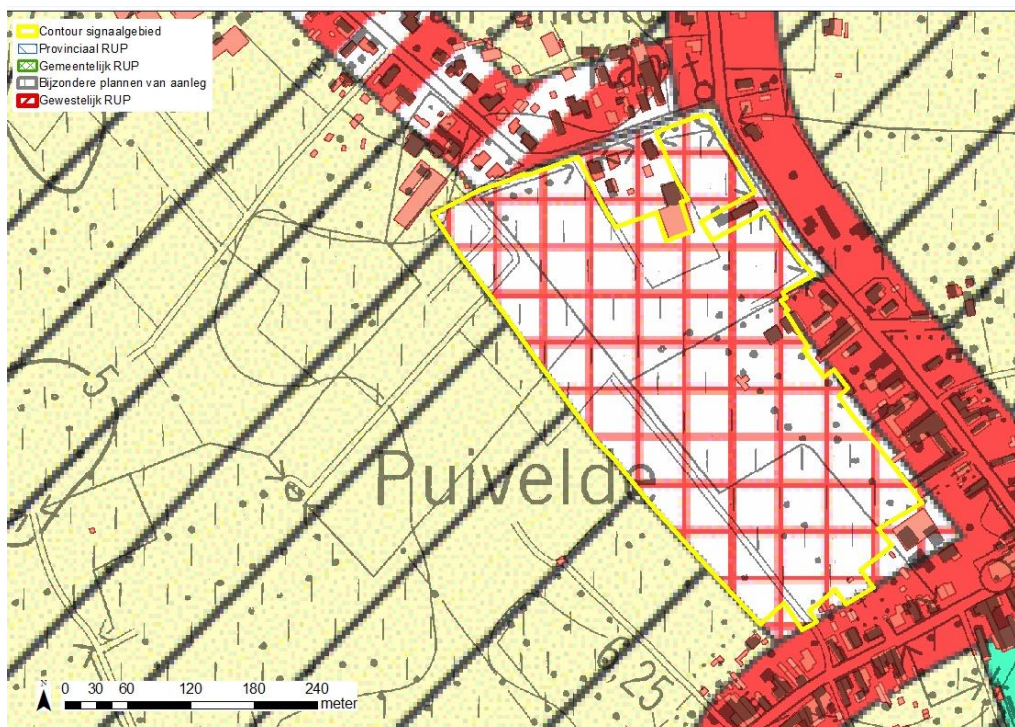 Contour signaalgebied
Provinciaal RUP
Gemeentelijk RUP
Bijzondere plannen van aanleg
Gewestelijk RUP
Puivelde
5
6.25
N
0 30 60 120 180 240
meter